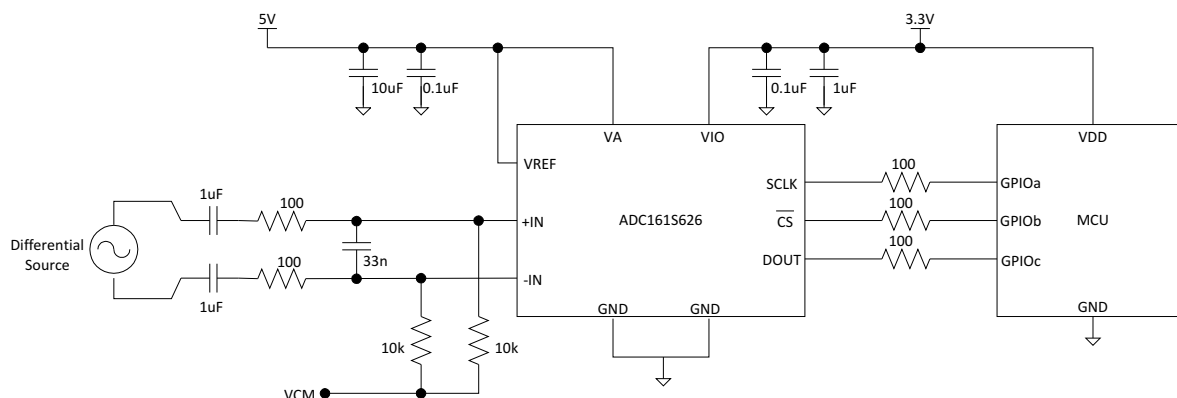 5V
3.3V
10uF
0.1uF
0.1uF
1uF
VA
VIO
VDD
VREF
SCLK
100
GPIOa
1uF
100
+IN
ADC161S626
CS
100
GPIOb
MCU
Differential
Source
33n
100
DOUT
100
GPIOc
100
-IN
1uF
GND
GND
GND
10k
10k
VCM